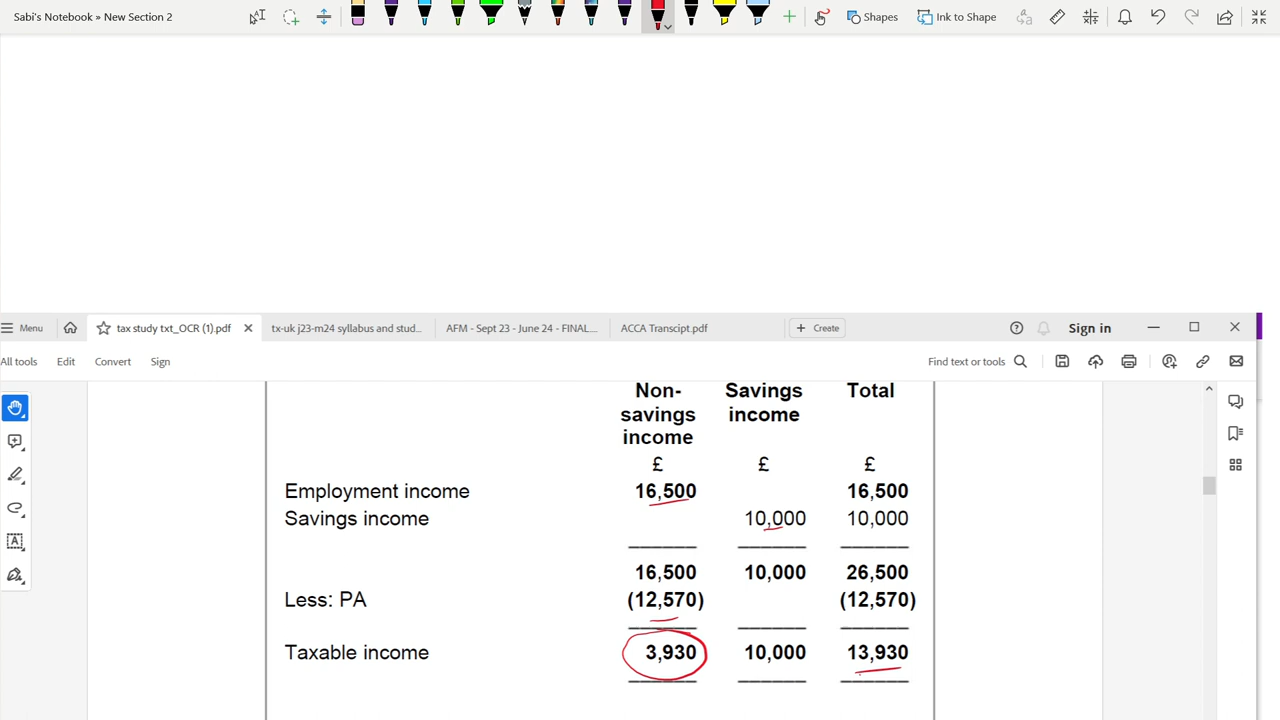 Sabi's Notebook » New Section 2
Shapes
Ink to Shape
Menu
tax study txt_OCR (1).pdf
tx-uk j23-m24 syllabus and stud...
AFM - Sept 23 - June 24 - FINAL....
ACCA Transcipt.pdf
Create
Sign in
All tools
Edit
Convert
Sign
Find text or tools
Non-savings income Savings income Total
£ £ £
Employment income 16,500 16,500
Savings income 10,000 10,000
16,500 10,000 26,500
Less: PA (12,570) (12,570)
Taxable income 3,930 10,000 13,930